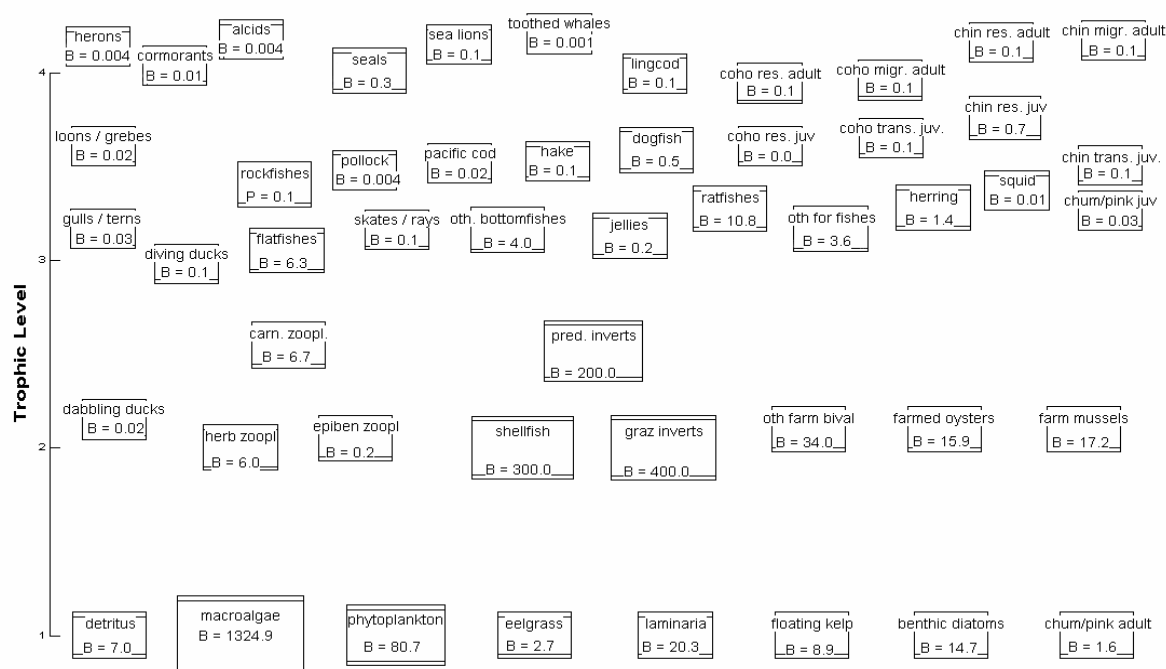 herons
B = 0.004
cormorants
B = 0.01
alcids
B = 0.004
seals
B = 0.3
sea lions
B = 0.1
toothed whales
B = 0.001
lingcod
B = 0.1
coho res. adult
B = 0.1
coho migr. adult
B = 0.1
chin res. adult
B = 0.1
chin migr. adult
B = 0.1
4
loons / grebes
B = 0.02
rockfishes
P = 0.1
pollock
B = 0.004
pacific cod
B = 0.02
hake
B = 0.1
dogfish
B = 0.5
coho res. juv
B = 0.0
coho trans. juv.
B = 0.1
chin res. juv
B = 0.7
chin trans. juv.
B = 0.1
gulls / terns
B = 0.03
diving ducks
B = 0.1
flatfishes
B = 6.3
skates / rays
B = 0.1
oth. bottomfishes
B = 4.0
jellies
B = 0.2
ratfishes
B = 10.8
oth for fishes
B = 3.6
herring
B = 1.4
squid
B = 0.01
chum/pink juv
B = 0.03
3
Trophic Level
carn. zoopl.
B = 6.7
pred. inverts
B = 200.0
dabbling ducks
B = 0.02
herb zoopl
B = 6.0
epiben zoopl
B = 0.2
shellfish
B = 300.0
graz inverts
B = 400.0
oth farm bival
B = 34.0
farmed oysters
B = 15.9
farm mussels
B = 17.2
2
detritus
B = 7.0
macroalgae
B = 1324.9
phytoplankton
B = 80.7
eelgrass
B = 2.7
laminaria
B = 20.3
floating kelp
B = 8.9
benthic diatoms
B = 14.7
chum/pink adult
B = 1.6
1